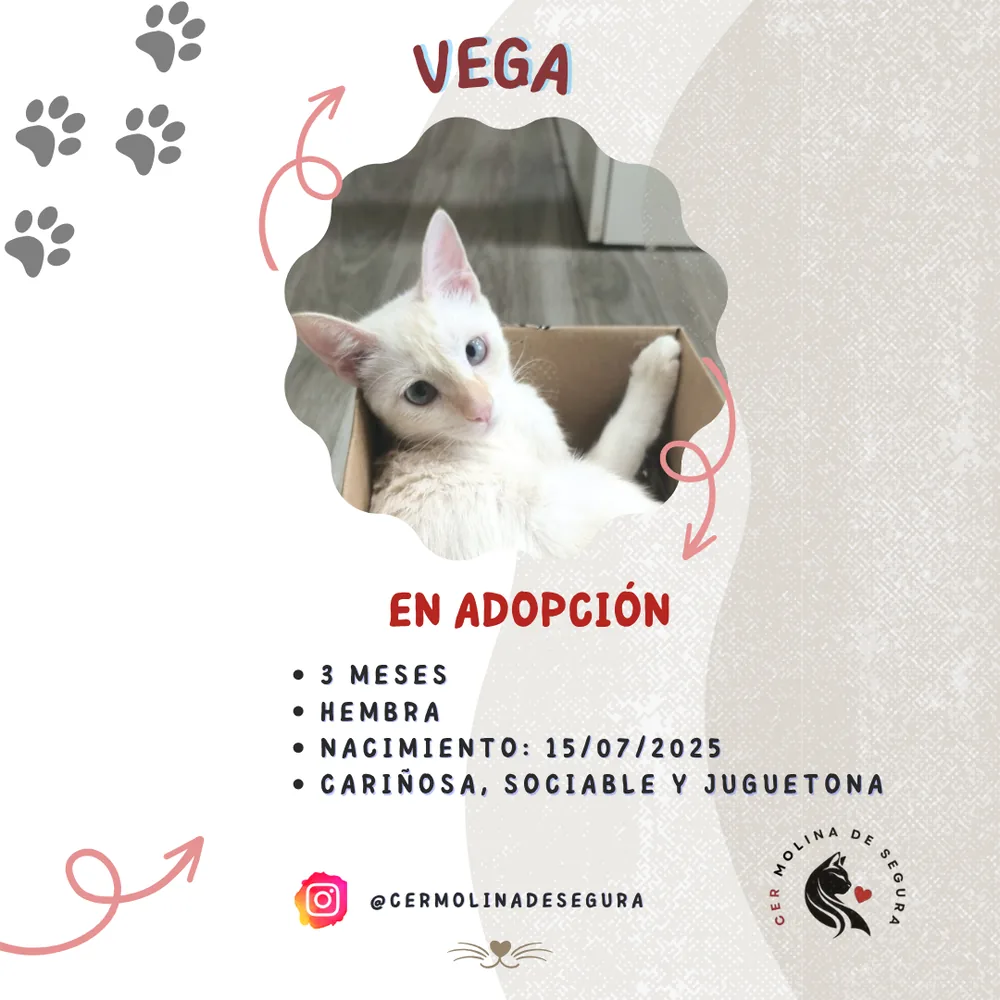 VEGA
EN ADOPCIÓN
• 3 MESES
• HEMBRA
• NACIMIENTO: 15/07/2025
• CARIÑOSA, SOCIABLE Y JUGUETONA
CER MOLINA DE SEGURA
@CERMOLINADESEGURA